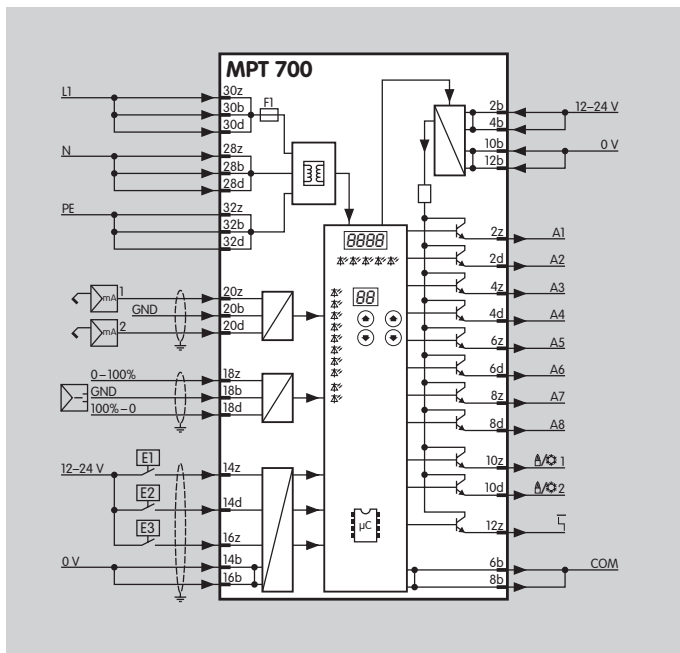 MPT 700
L1
30z
30b
30d
F1
N
28z
28b
28d
PE
32z
32b
32d
mA
1
GND
mA
2
20z
20b
20d
0–100%
GND
100%–0
18z
18b
18d
12–24 V
E1
E2
E3
0 V
14z
14d
16z
14b
16b
8888
88
µC
2b
4b
12–24 V
10b
12b
0 V
2z A1
2d A2
4z A3
4d A4
6z A5
6d A6
8z A7
8d A8
10z
1
10d
2
12z
6b
8b
COM